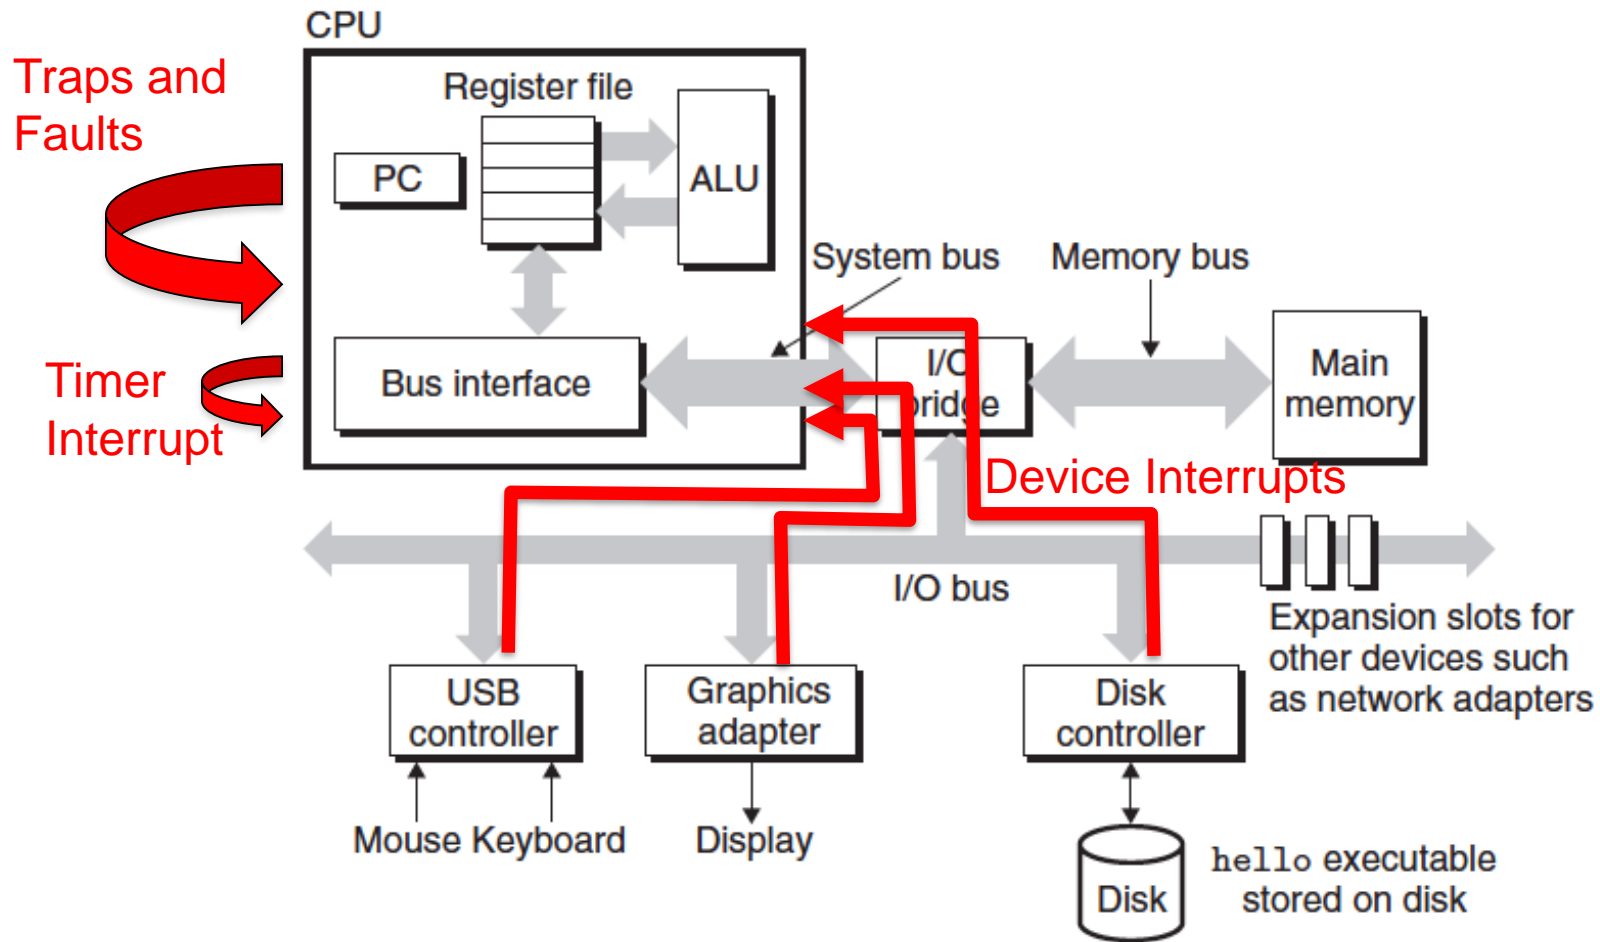 CPU
Traps and
Faults
Register file
PC
ALU
System bus
Memory bus
Timer
Interrupt
Bus interface
I/O
bridge
Main
memory
Device Interrupts
I/O bus
Expansion slots for
other devices such
as network adapters
USB
controller
Graphics
adapter
Disk
controller
Mouse Keyboard
Display
Disk
hello executable
stored on disk